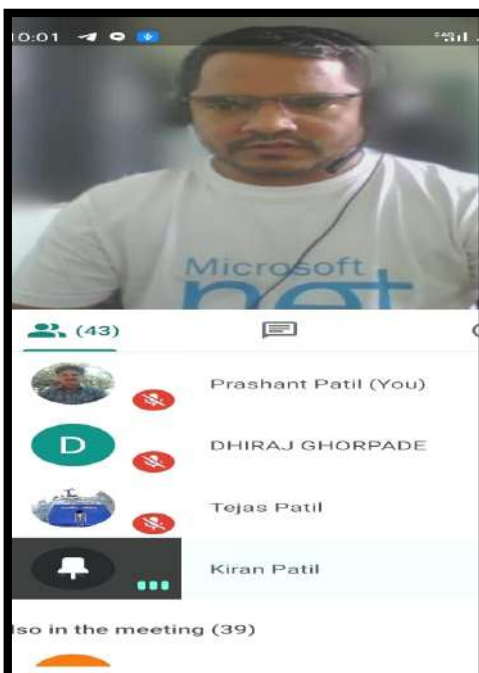 10:01
Microsoft
net
(43)
Prashant Patil (You)
D
DHIRAJ GHORPADE
Tejas Patil
Kiran Patil
lso in the meeting (39)